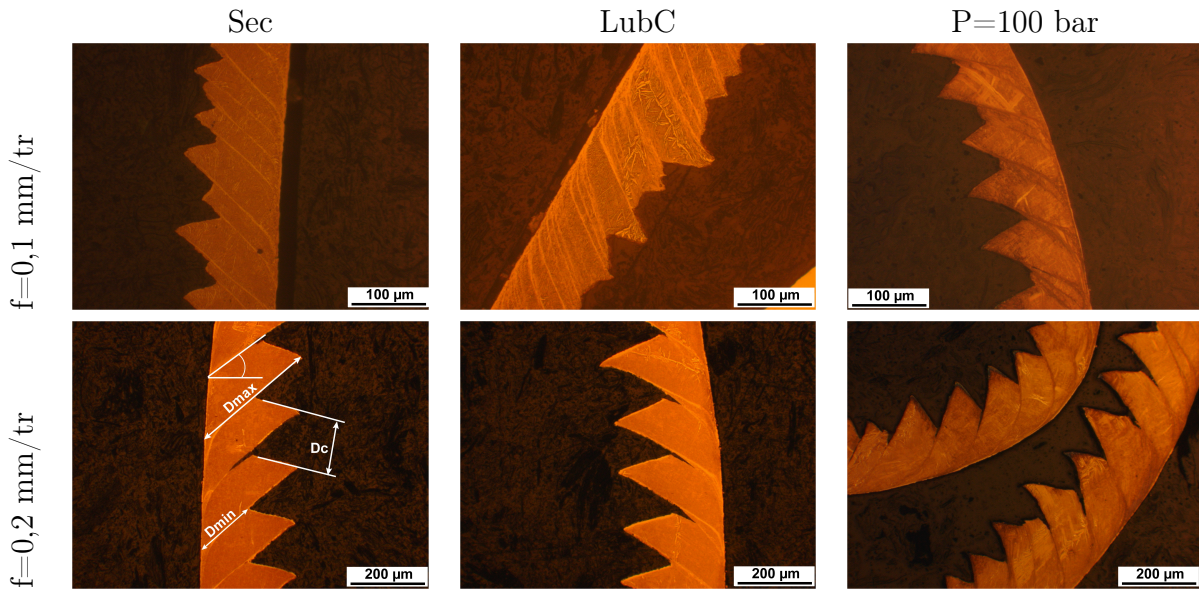 Sec LubC P=100 bar
f=0,1 mm/tr
100 µm 100 µm 100 µm
f=0,2 mm/tr
Dmax
Dc
Dmin
200 µm 200 µm 200 µm